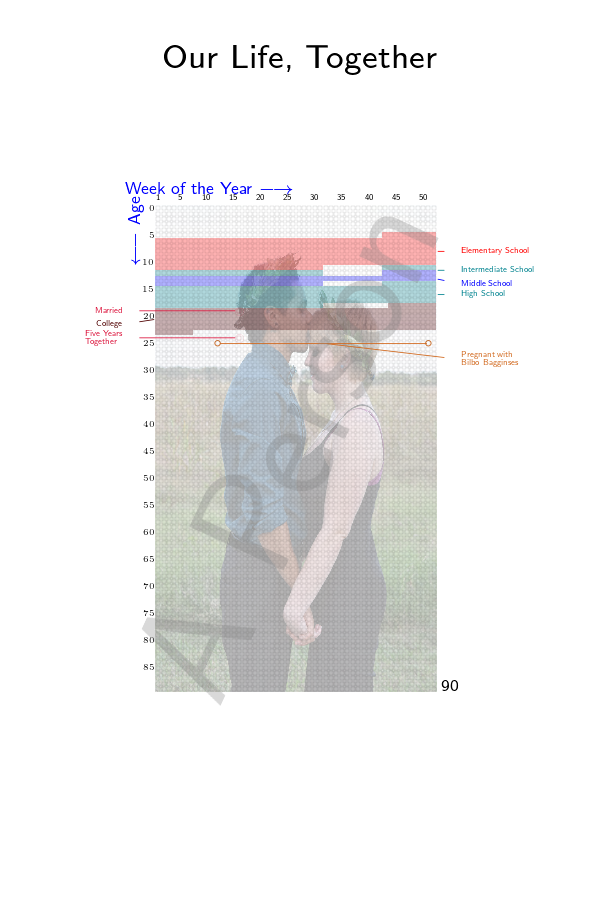 Our Life, Together
Week of the Year ⟶
⟵ Age
1 5 10 15 20 25 30 35 40 45 50
0
5
10
15
20
25
30
35
40
45
50
55
60
65
70
75
80
85
90
Elementary School
Intermediate School
Middle School
High School
Married
College
Five Years
Together
Pregnant with
Bilbo Bagginses
A Person